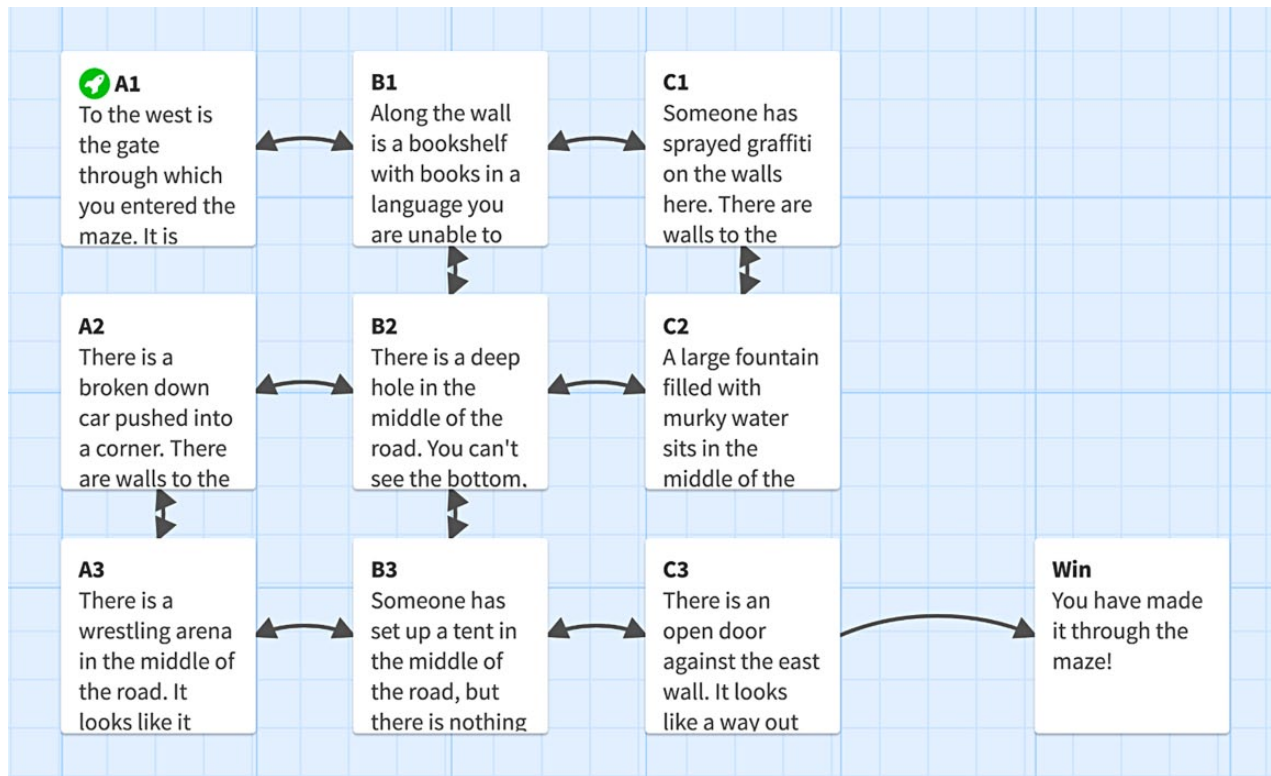 A1
To the west is
the gate
through which
you entered the
maze. It is
B1
Along the wall
is a bookshelf
with books in a
language you
are unable to
C1
Someone has
sprayed graffiti
on the walls
here. There are
walls to the
A2
There is a
broken down
car pushed into
a corner. There
are walls to the
B2
There is a deep
hole in the
middle of the
road. You can't
see the bottom.
C2
A large fountain
filled with
murky water
sits in the
middle of the
A3
There is a
wrestling arena
in the middle of
the road. It
looks like it
B3
Someone has
set up a tent in
the middle of
the road, but
there is nothing
C3
There is an
open door
against the east
wall. It looks
like a way out
Win
You have made
it through the
maze!